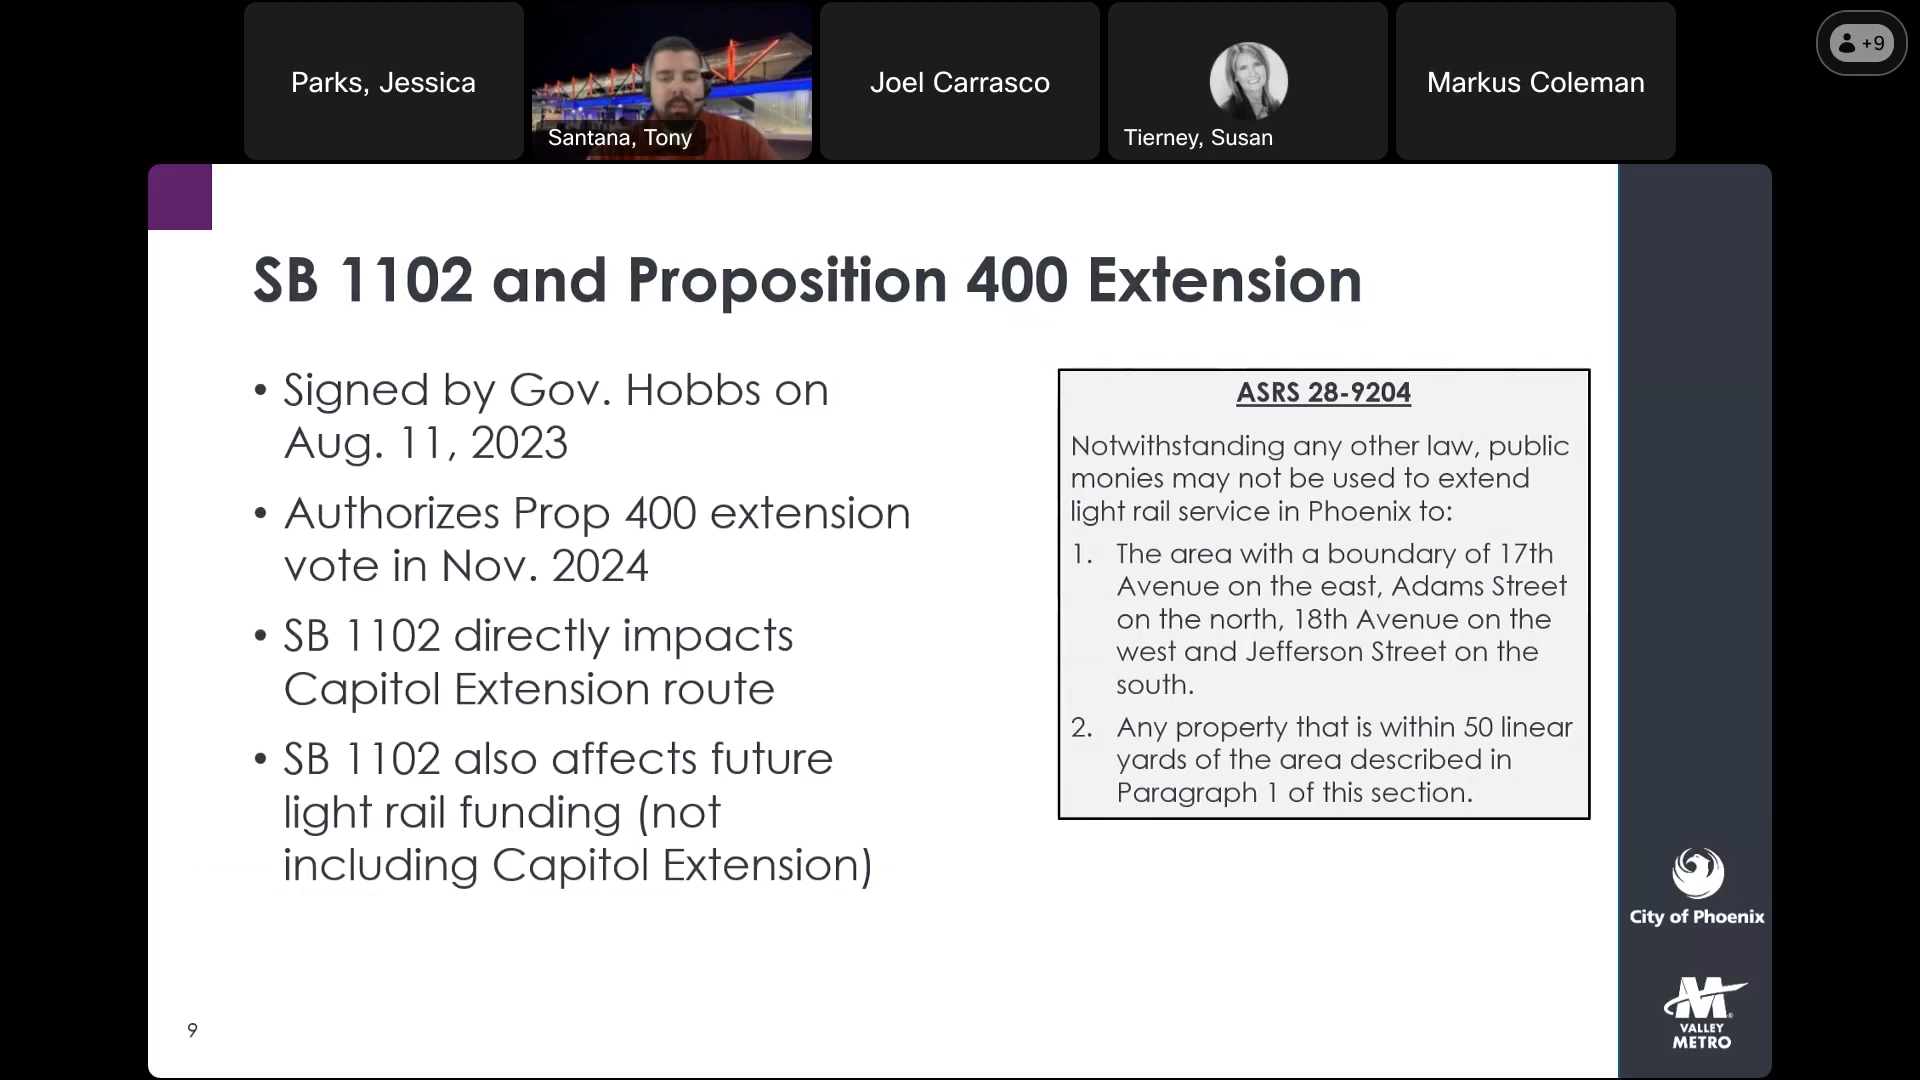 Parks, Jessica
Santana, Tony
Joel Carrasco
Tierney, Susan
Markus Coleman
+9
SB 1102 and Proposition 400 Extension
• Signed by Gov. Hobbs on
Aug. 11, 2023
• Authorizes Prop 400 extension
vote in Nov. 2024
• SB 1102 directly impacts
Capitol Extension route
• SB 1102 also affects future
light rail funding (not
including Capitol Extension)
ASRS 28-9204
Notwithstanding any other law, public
monies may not be used to extend
light rail service in Phoenix to:
1. The area with a boundary of 17th
Avenue on the east, Adams Street
on the north, 18th Avenue on the
west and Jefferson Street on the
south.
2. Any property that is within 50 linear
yards of the area described in
Paragraph 1 of this section.
City of Phoenix
VALLEY
METRO
9